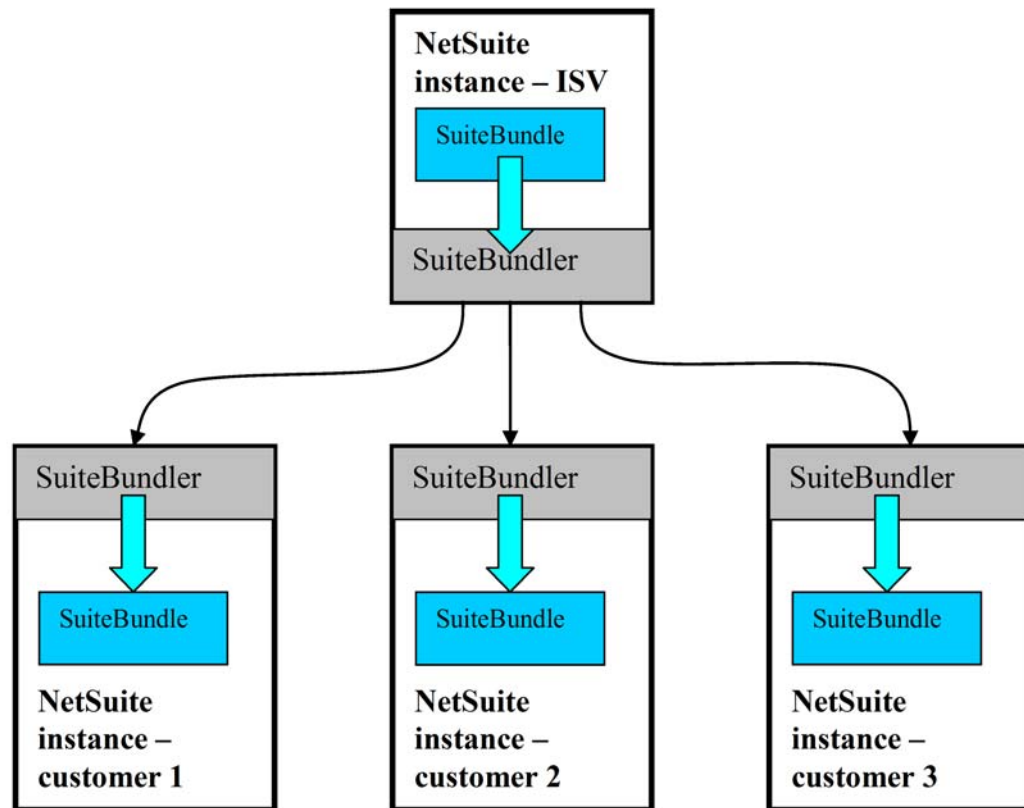 NetSuite
instance – ISV
SuiteBundle
SuiteBundler
SuiteBundler
SuiteBundle
NetSuite
instance –
customer 1
SuiteBundler
SuiteBundle
NetSuite
instance –
customer 2
SuiteBundler
SuiteBundle
NetSuite
instance –
customer 3